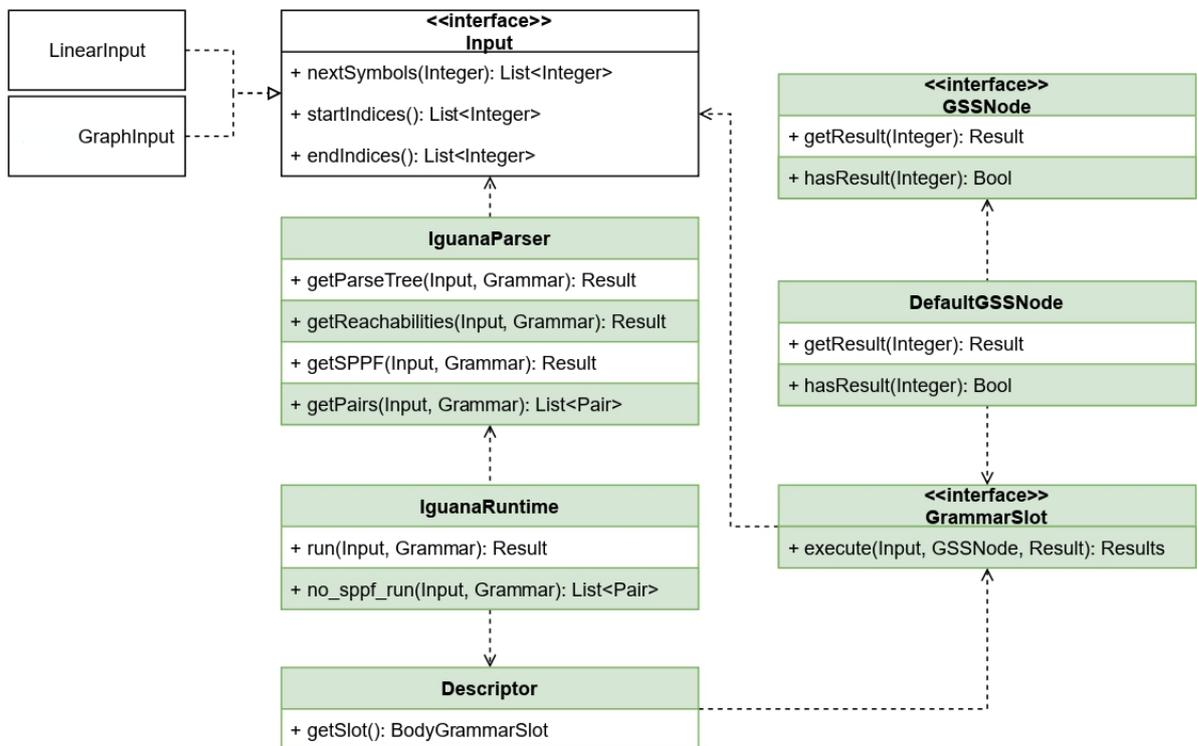 LinearInput
GraphInput
<<interface>>
Input
+ nextSymbols(Integer): List<Integer>
+ startIndices(): List<Integer>
+ endIndices(): List<Integer>
IguanaParser
+ getParseTree(Input, Grammar): Result
+ getReachabilities(Input, Grammar): Result
+ getSPPF(Input, Grammar): Result
+ getPairs(Input, Grammar): List<Pair>
IguanaRuntime
+ run(Input, Grammar): Result
+ no_sppf_run(Input, Grammar): List<Pair>
Descriptor
+ getSlot(): BodyGrammarSlot
<<interface>>
GSSNode
+ getResult(Integer): Result
+ hasResult(Integer): Bool
DefaultGSSNode
+ getResult(Integer): Result
+ hasResult(Integer): Bool
<<interface>>
GrammarSlot
+ execute(Input, GSSNode, Result): Results